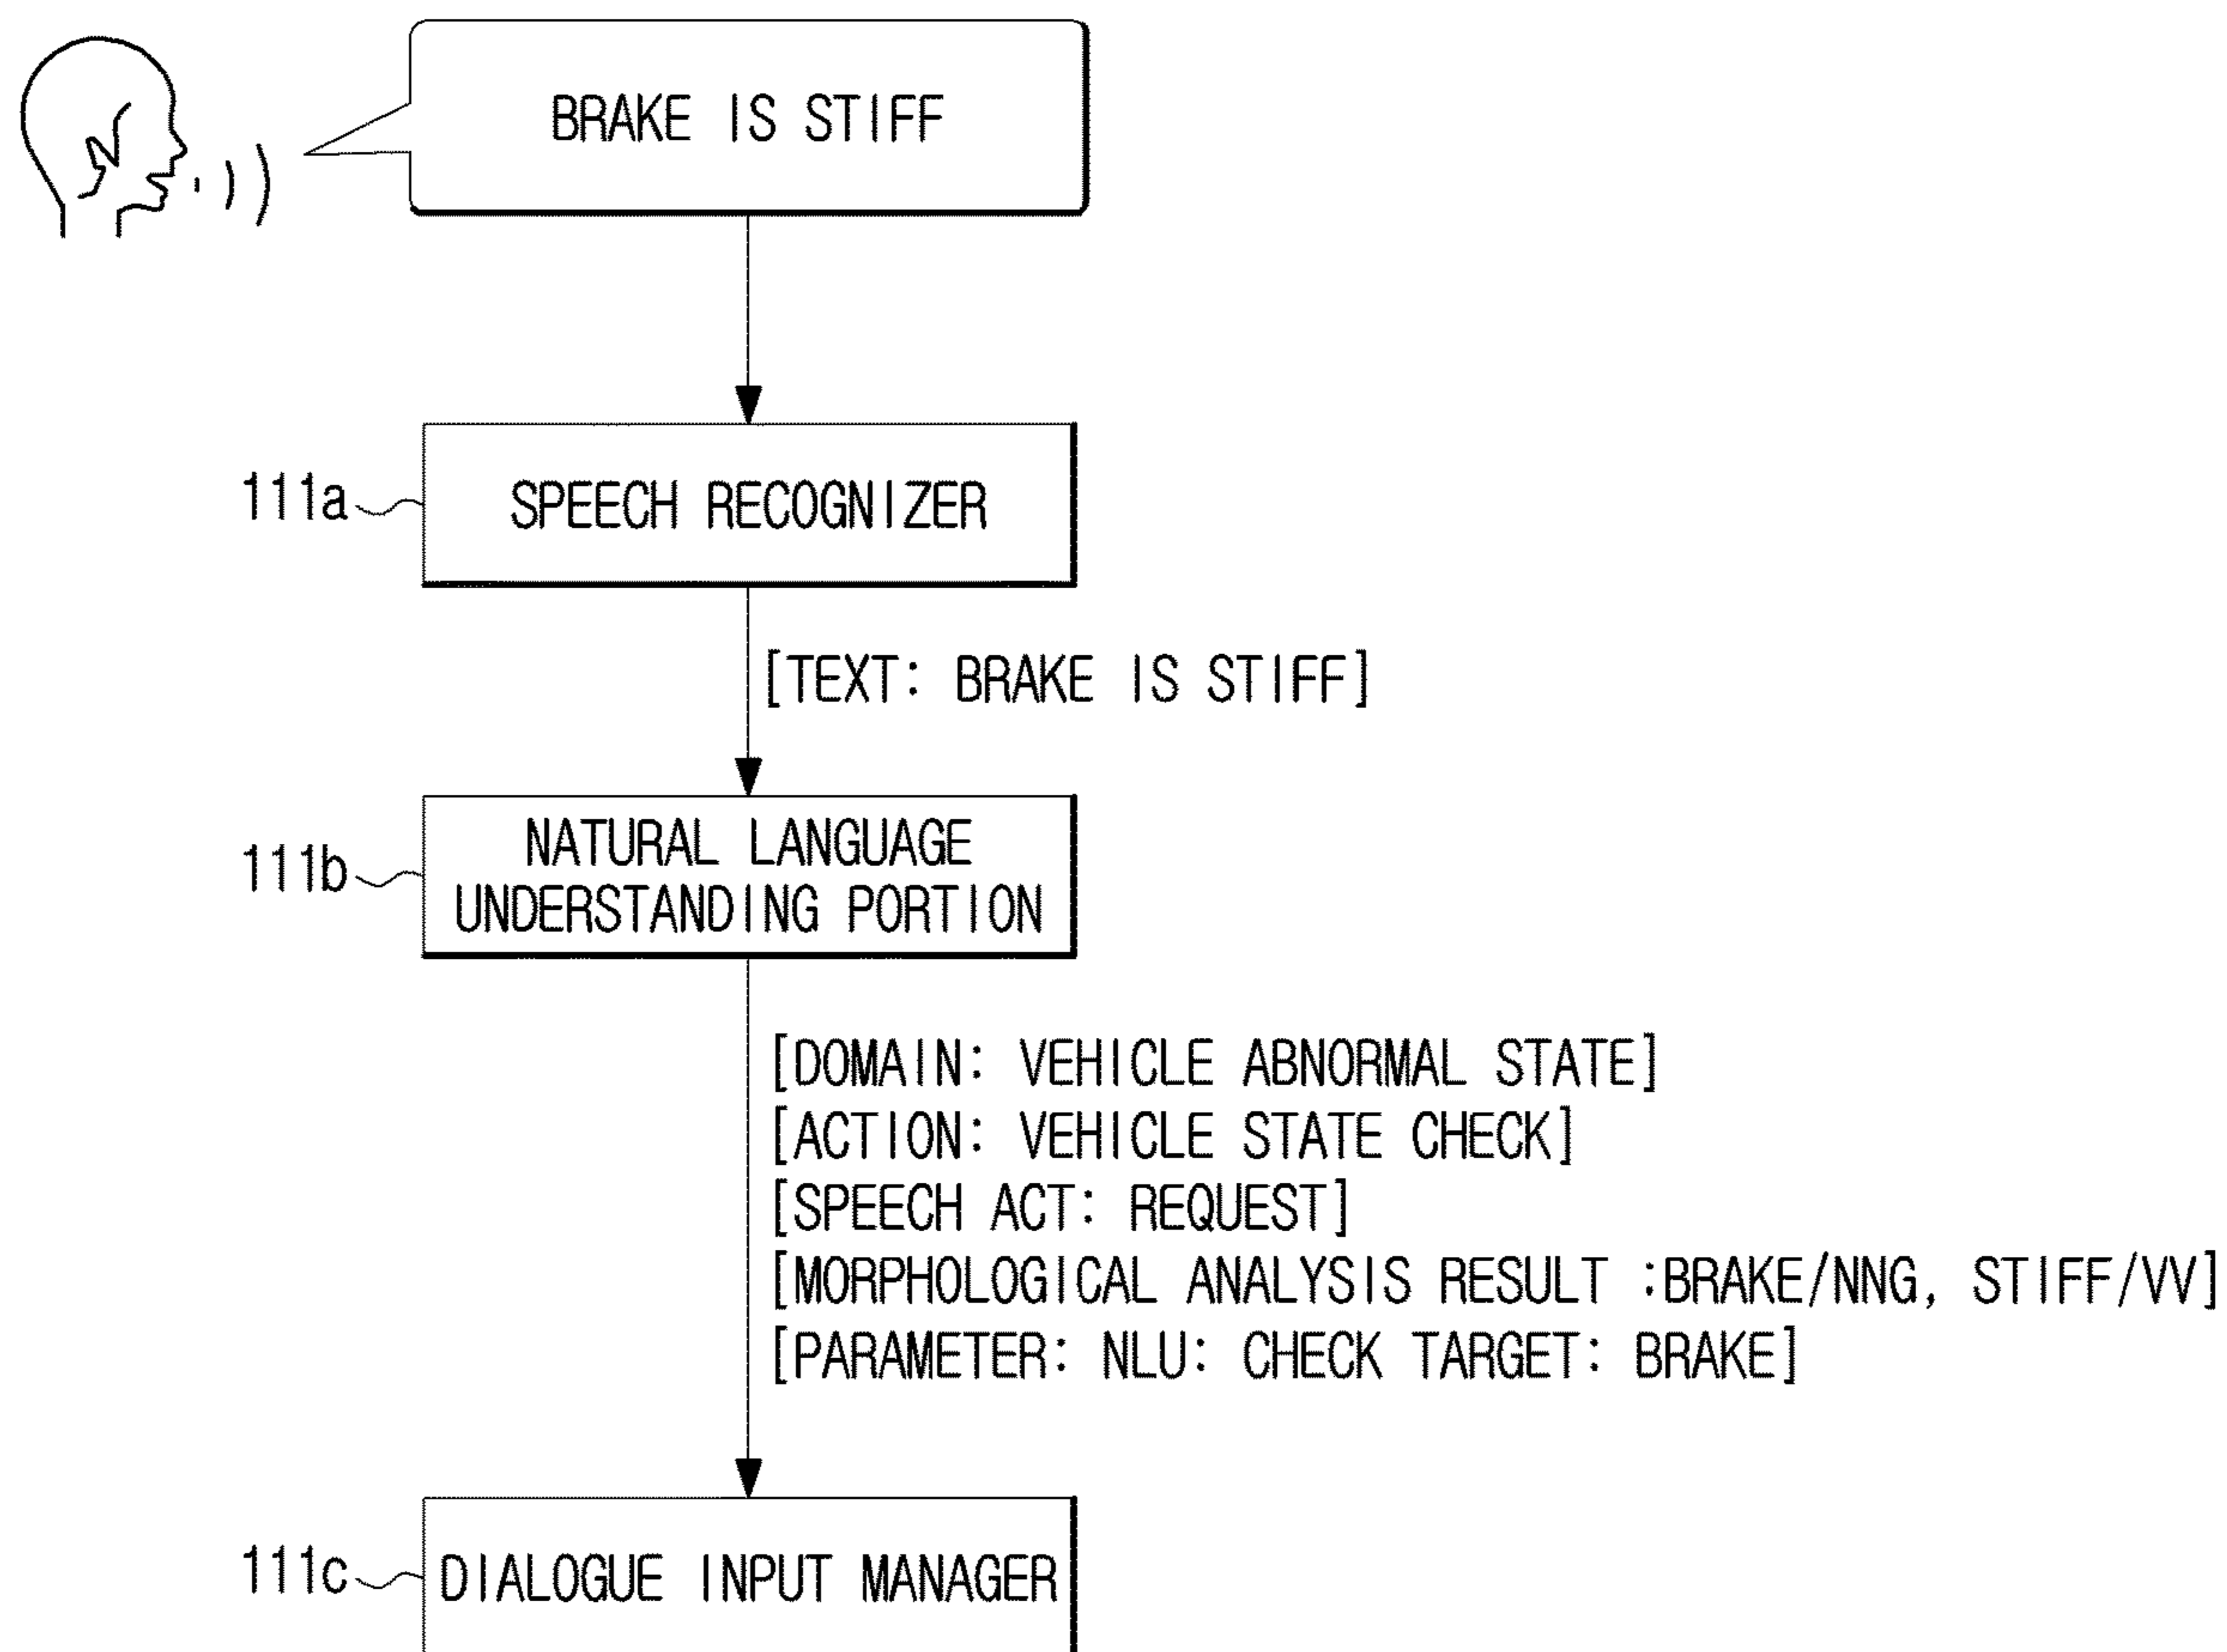 BRAKE IS STIFF
111a
SPEECH RECOGNIZER
[TEXT: BRAKE IS STIFF]
111b
NATURAL LANGUAGE
UNDERSTANDING PORTION
[DOMAIN: VEHICLE ABNORMAL STATE]
[ACTION: VEHICLE STATE CHECK]
[SPEECH ACT: REQUEST]
[MORPHOLOGICAL ANALYSIS RESULT :BRAKE/NNG, STIFF/VV]
[PARAMETER: NLU: CHECK TARGET: BRAKE]
111c
DIALOGUE INPUT MANAGER